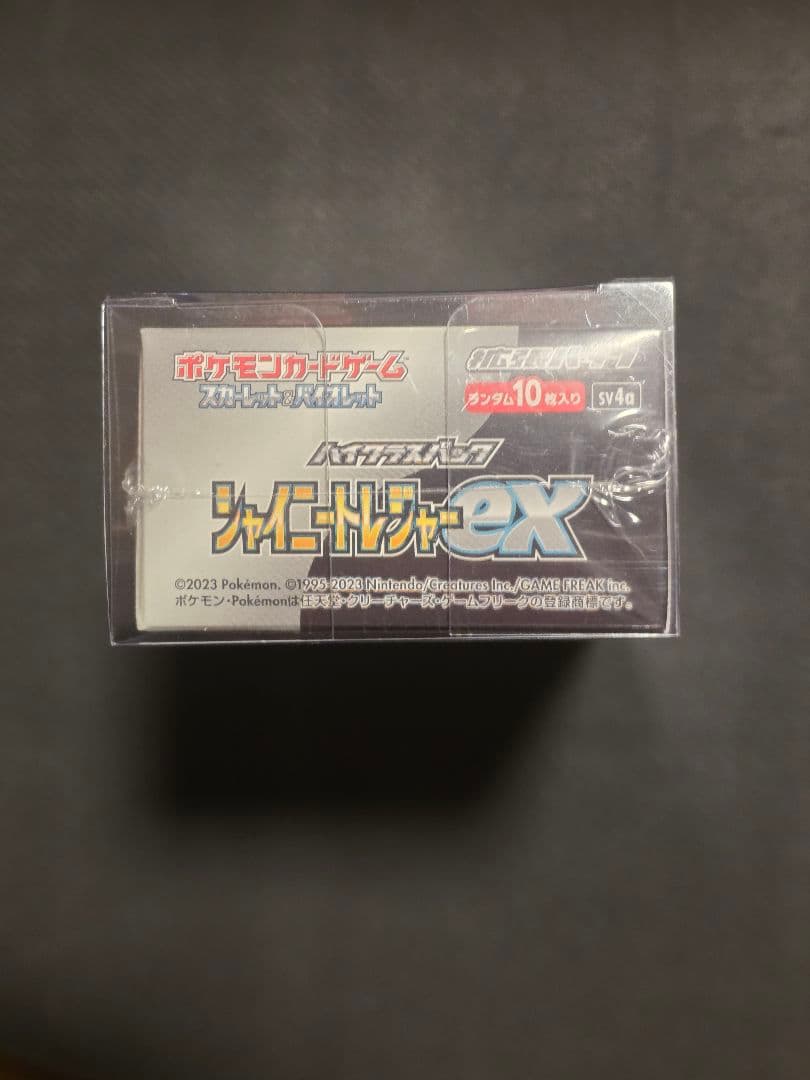 ポケモンカードゲーム
スカーレット&バイオレット
拡張パック
ランダム10枚入り SV4a
ハイクラスパック
シャイニートレジャーex
©2023 Pokémon. ©1995-2023 Nintendo/Creatures Inc./GAME FREAK inc.
ポケモン・Pokémonは任天堂・クリーチャーズ・ゲームフリークの登録商標です。